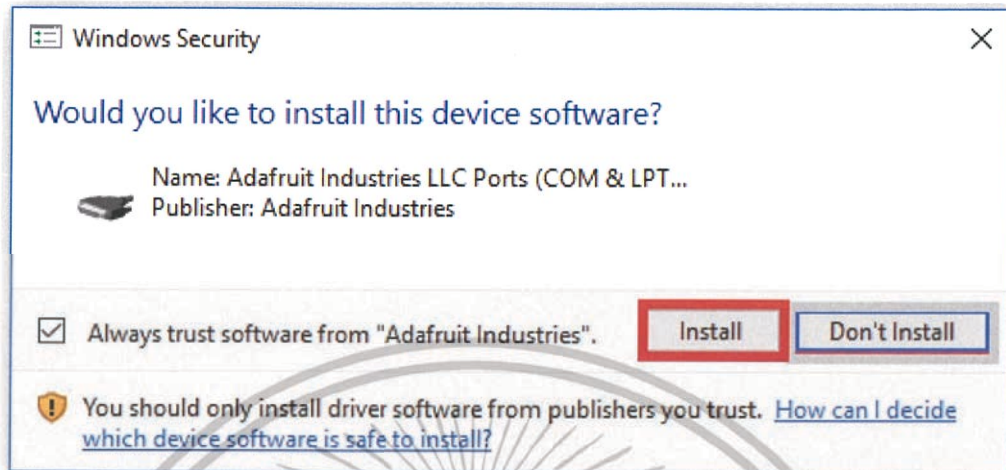 Windows Security
Would you like to install this device software?
Name: Adafruit Industries LLC Ports (COM & LPT...
Publisher: Adafruit Industries
Always trust software from "Adafruit Industries".
Install
Don't Install
You should only install driver software from publishers you trust. How can I decide
which device software is safe to install?